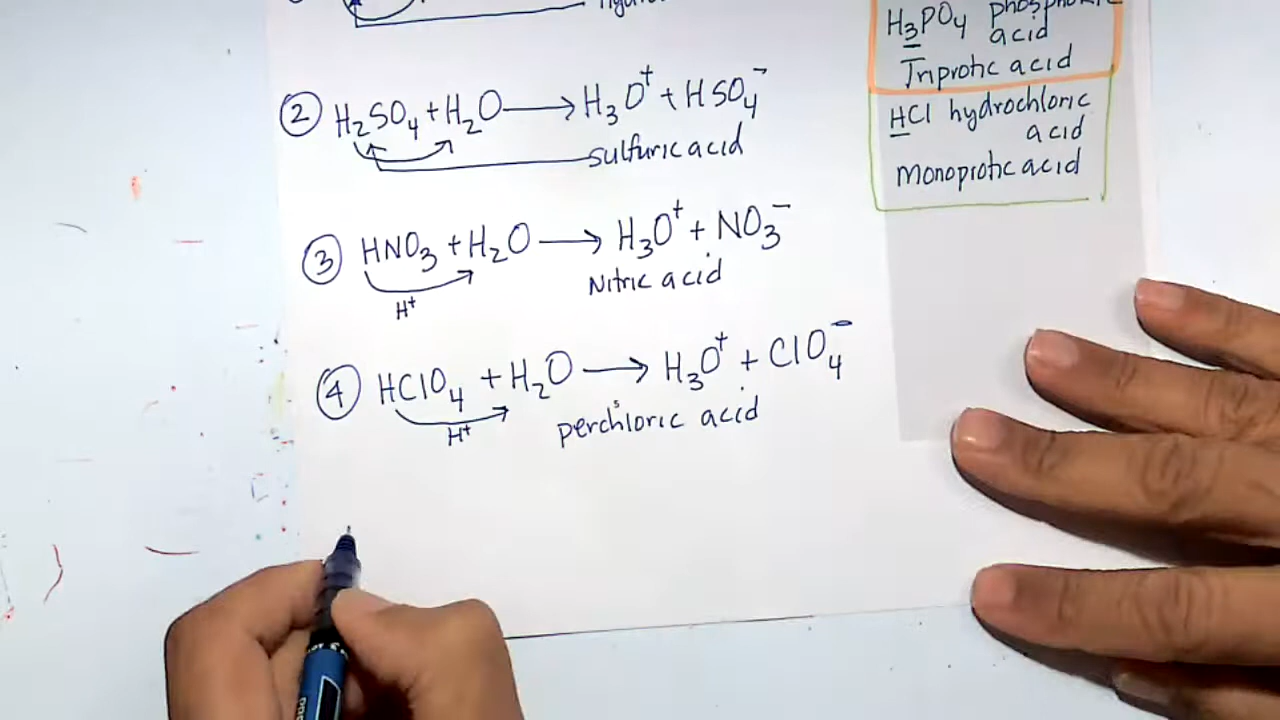 ② H₂SO₄ + H₂O ⟶ H₃O⁺ + HSO₄⁻
sulfuric acid
③ HNO₃ + H₂O ⟶ H₃O⁺ + NO₃⁻
H⁺
Nitric acid
④ HClO₄ + H₂O ⟶ H₃O⁺ + ClO₄⁻
H⁺
perchloric acid
H₃PO₄ phosphoric
acid
Triprotic acid
HCl hydrochloric
acid
Monoprotic acid